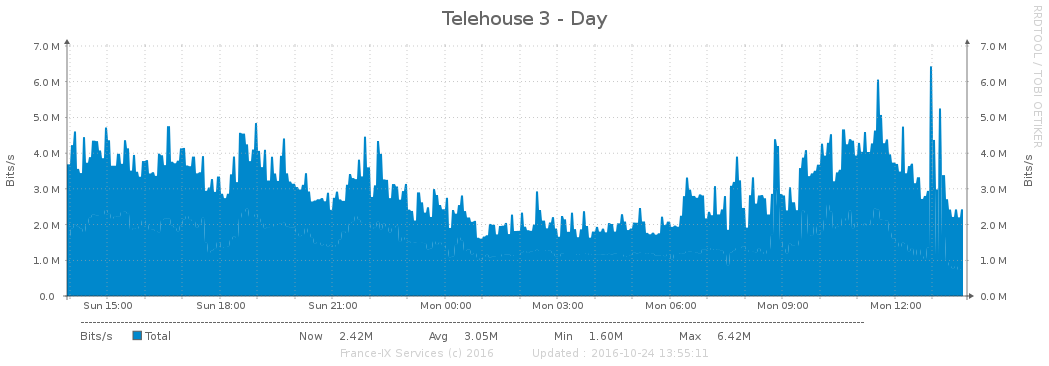 Telehouse 3 - Day
RRDTOOL / TOBI OETIKER
Bits/s
7.0 M
6.0 M
5.0 M
4.0 M
3.0 M
2.0 M
1.0 M
0.0
7.0 M
6.0 M
5.0 M
4.0 M
3.0 M
2.0 M
1.0 M
0.0 M
Bits/s
Sun 15:00 Sun 18:00 Sun 21:00 Mon 00:00 Mon 03:00 Mon 06:00 Mon 09:00 Mon 12:00
Bits/s Total Now 2.42M Avg 3.05M Min 1.60M Max 6.42M
France-IX Services (c) 2016 Updated : 2016-10-24 13:55:11